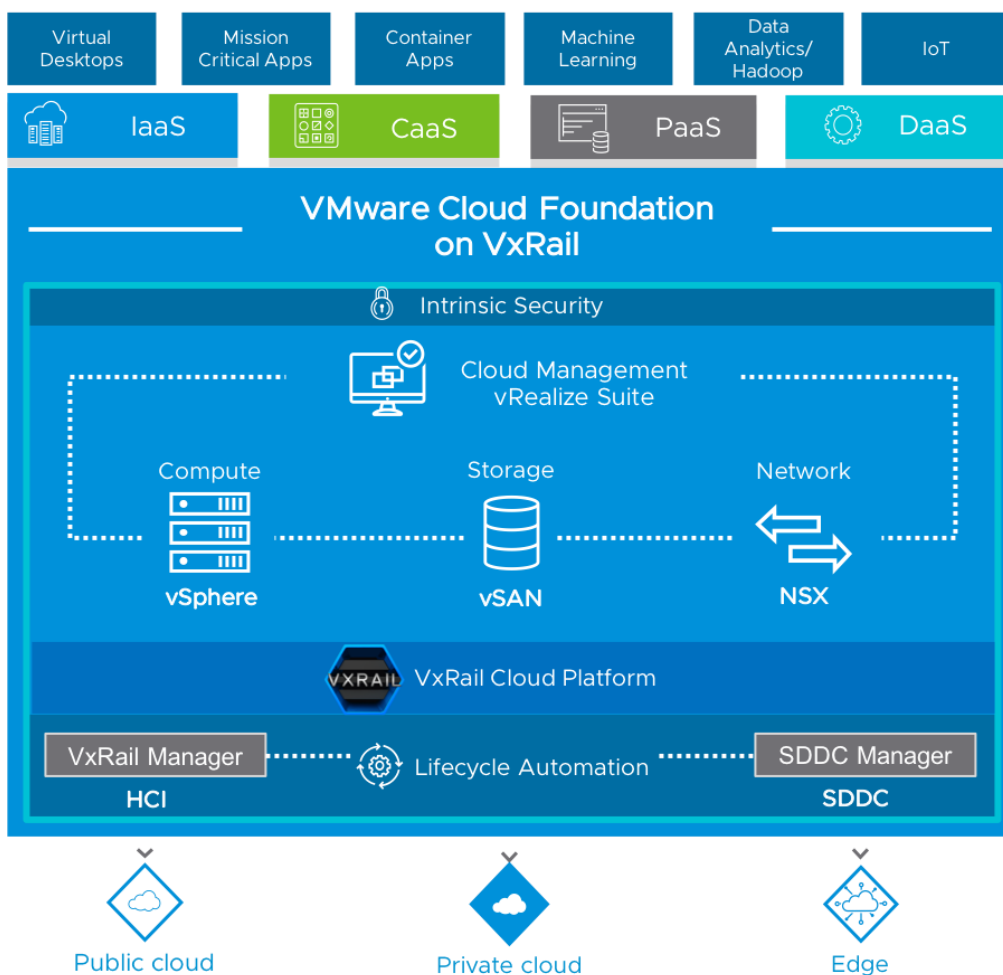 Virtual
Desktops
Mission
Critical Apps
Container
Apps
Machine
Learning
Data
Analytics/
Hadoop
IoT
IaaS
CaaS
PaaS
DaaS
VMware Cloud Foundation
on VxRail
Intrinsic Security
Cloud Management
vRealize Suite
Compute
Storage
Network
vSphere
vSAN
NSX
VXRAIL
VxRail Cloud Platform
VxRail Manager
Lifecycle Automation
SDDC Manager
HCI
SDDC
Public cloud
Private cloud
Edge